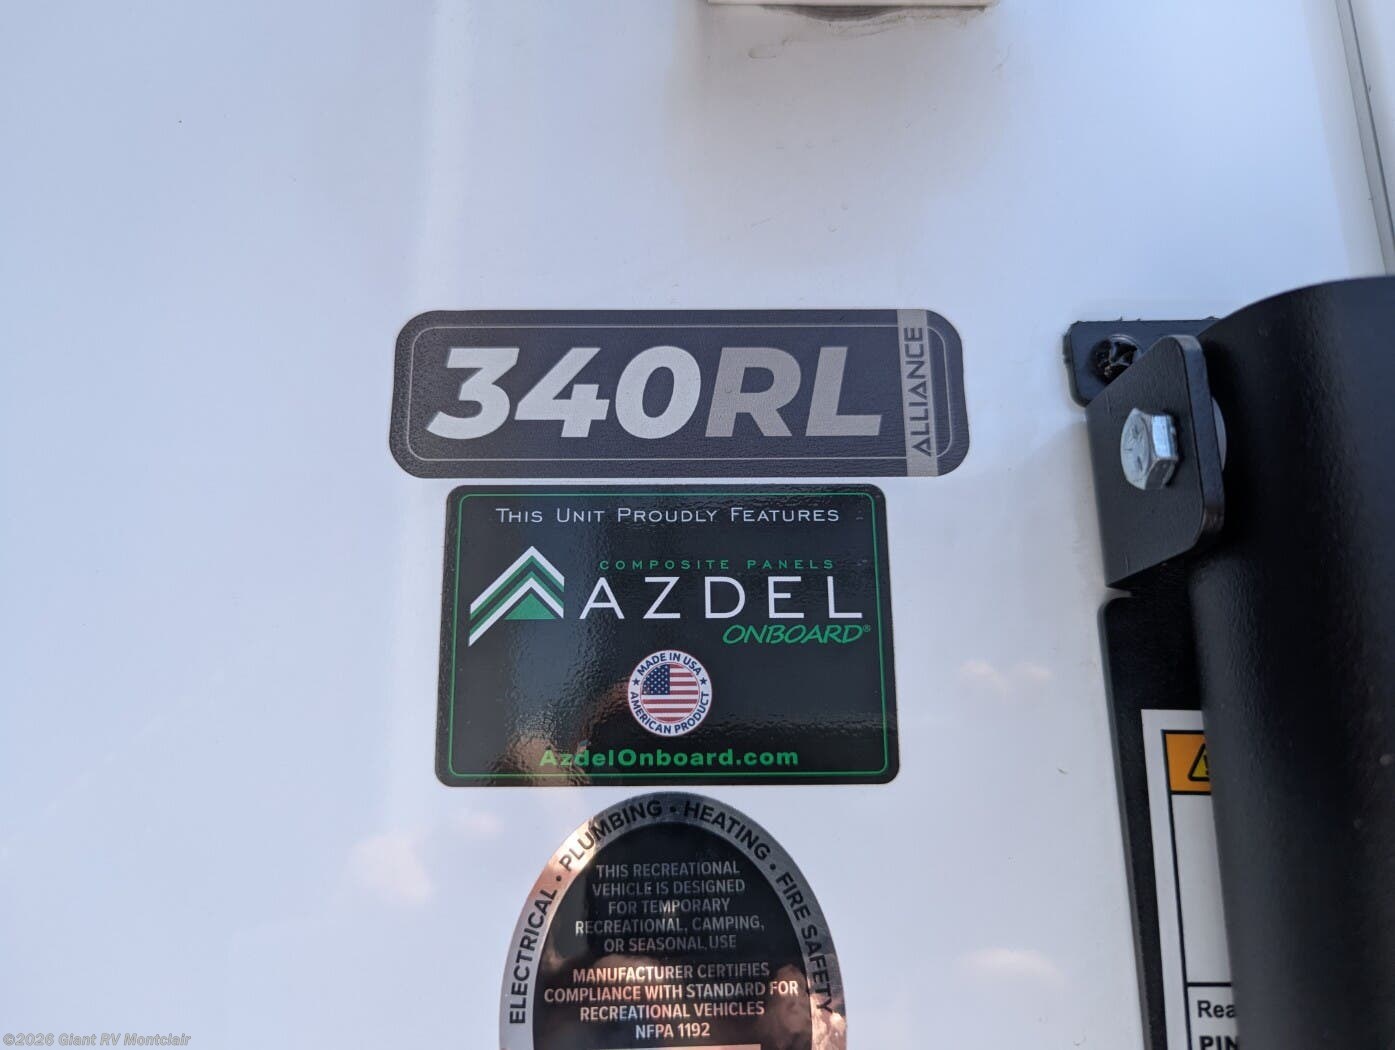 340RL
ALLIANCE
THIS UNIT PROUDLY FEATURES
COMPOSITE PANELS
AZDEL
ONBOARD®
MADE IN USA
AMERICAN PRODUCT
AzdelOnboard.com
ELECTRICAL • PLUMBING • HEATING • FIRE SAFETY
THIS RECREATIONAL
VEHICLE IS DESIGNED
FOR TEMPORARY
RECREATIONAL, CAMPING,
OR SEASONAL USE
MANUFACTURER CERTIFIES
COMPLIANCE WITH STANDARD FOR
RECREATIONAL VEHICLES
NFPA 1192
Rea
PIN
©2026 Giant RV Montclair